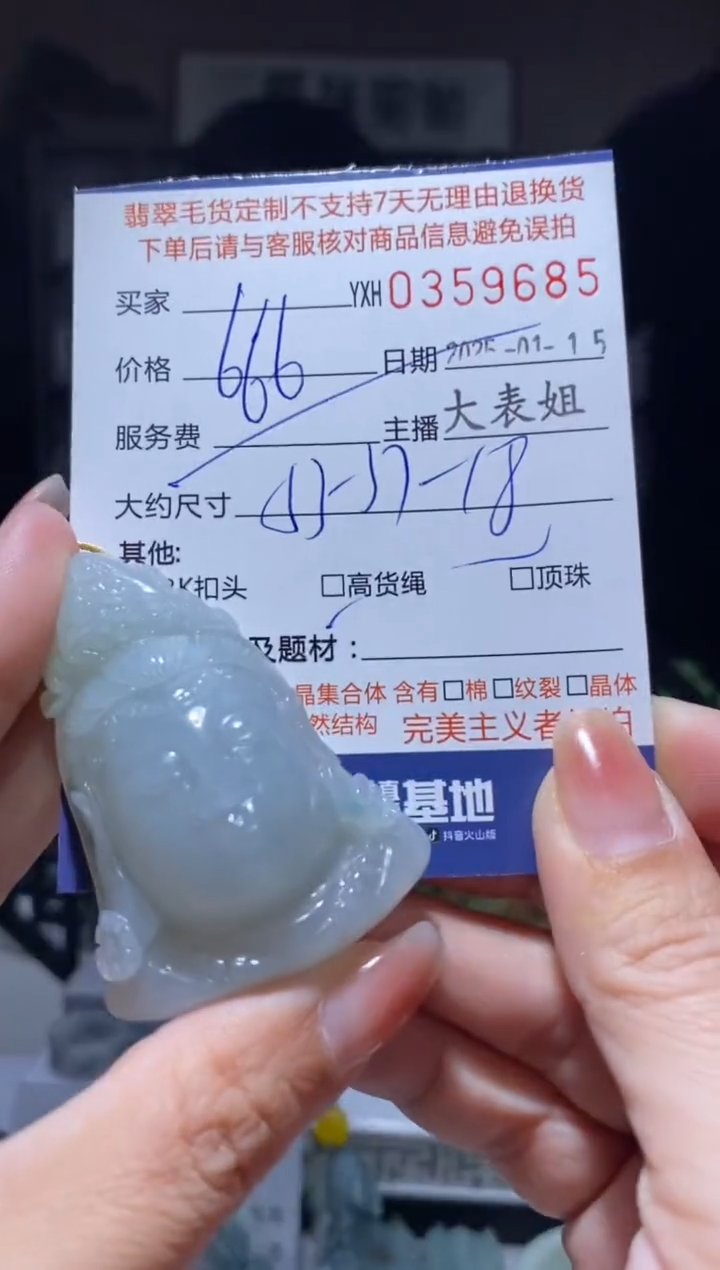 翡翠毛货定制不支持7天无理由退换货
下单后请与客服核对商品信息避免误拍
买家 YXH 0359685
价格 666 日期 2025-01-15
服务费 主播 大表姐
大约尺寸 -37-18
其他:
K扣头 □高货绳 □顶珠
及题材：
晶集合体 含有□棉□纹裂□晶体
然结构 完美主义者 拍
基地
抖音火山版